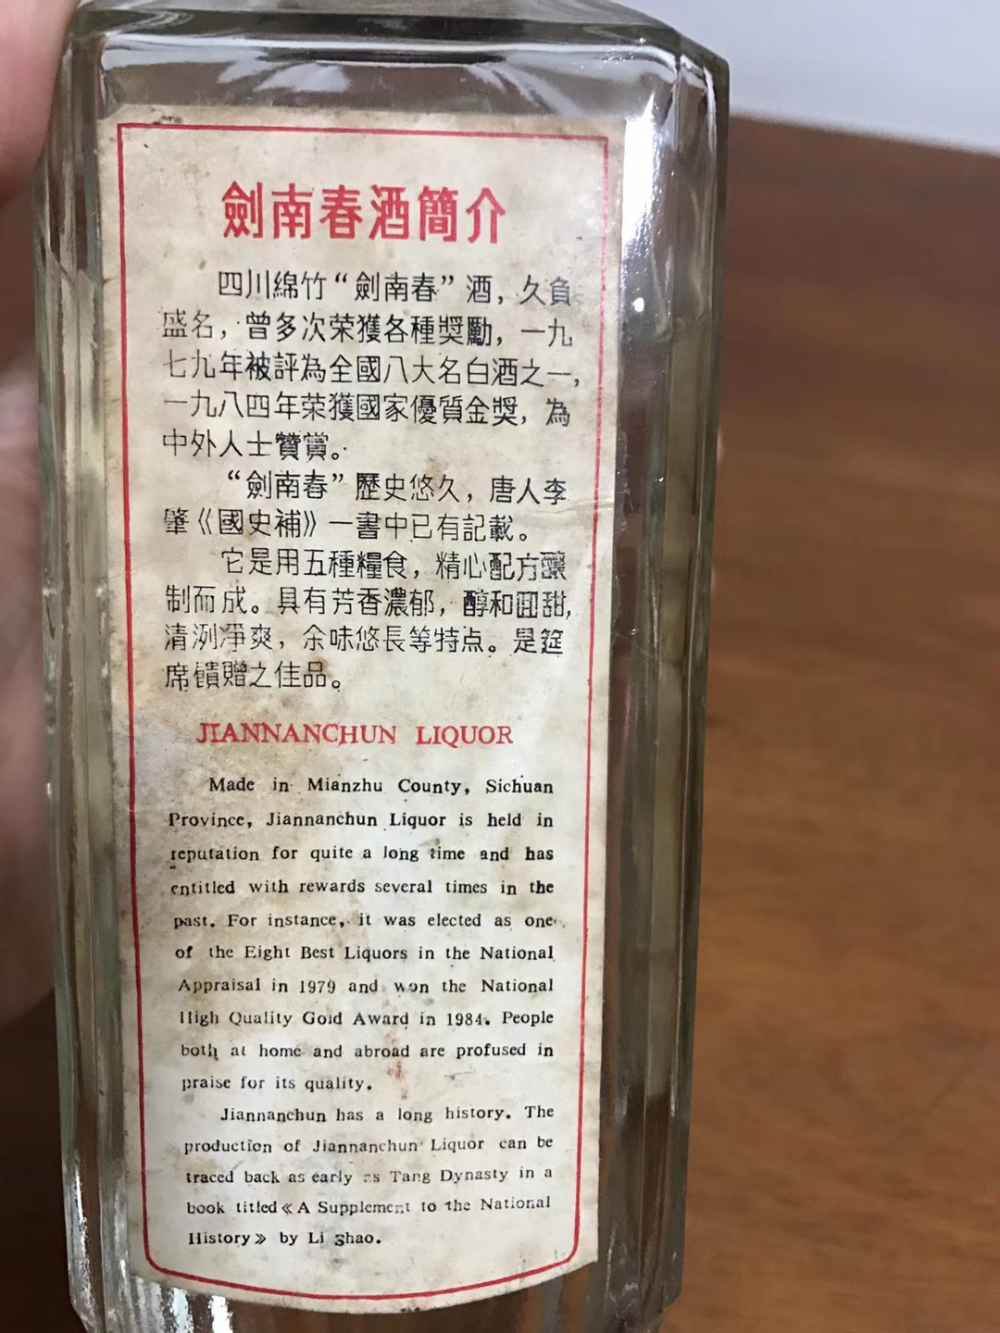 劍南春酒簡介
四川綿竹“劍南春”酒，久負
盛名，曾多次荣獲各種奬勵，一九
七九年被評為全國八大名白酒之一，
一九八四年荣獲國家優質金奬，為
中外人士贊賞。
“劍南春”歷史悠久，唐人李
肇《國史補》一書中已有記載。
它是用五種糧食，精心配方釀
制而成。具有芳香濃郁，醇和回甜，
清洌淨爽，余味悠長等特点。是筵
席饋贈之佳品。
JIANNANCHUN LIQUOR
Made in Mianzhu County, Sichuan
Province, Jiannanchun Liquor is held in
reputation for quite a long time and has
entitled with rewards several times in the
past. For instance, it was elected as one
of the Eight Best Liquors in the National
Appraisal in 1979 and won the National
High Quality Gold Award in 1984. People
both at home and abroad are profused in
praise for its quality.
Jiannanchun has a long history. The
production of Jiannanchun Liquor can be
traced back as early as Tang Dynasty in a
book titled《A Supplement to the National
History》by Li Shao.